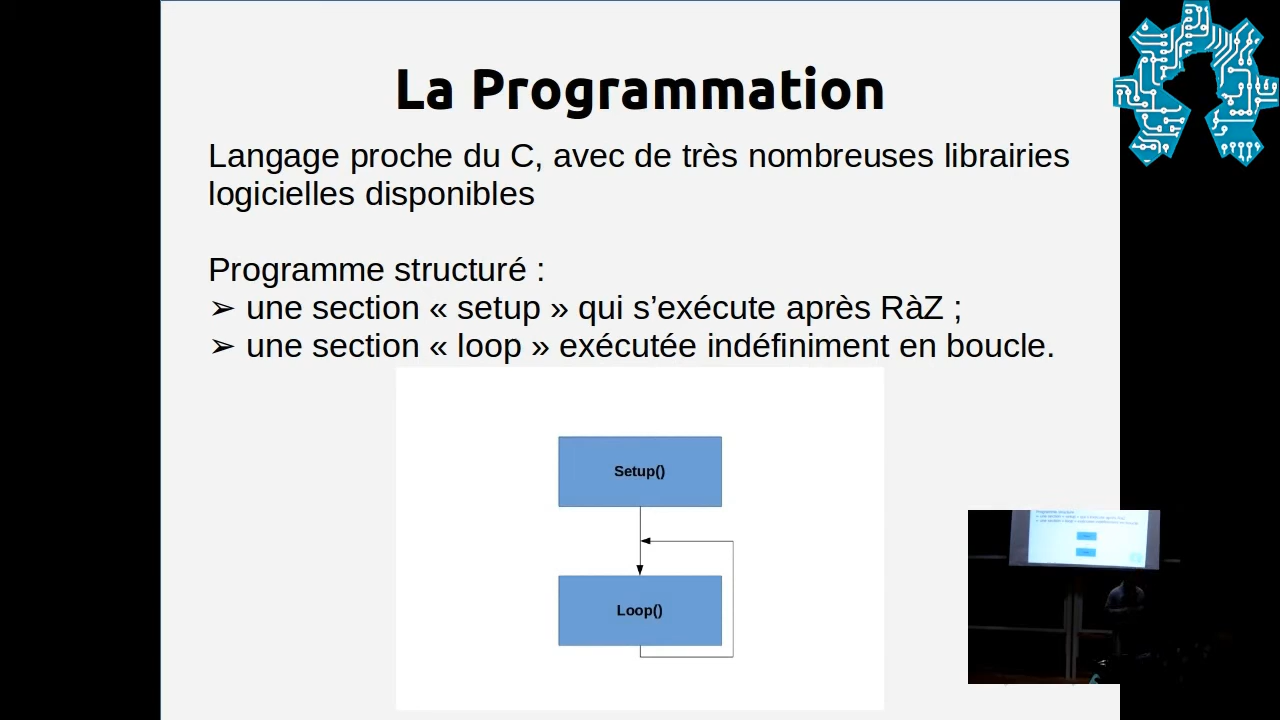 La Programmation
Langage proche du C, avec de très nombreuses librairies
logicielles disponibles
Programme structuré :
➢ une section « setup » qui s’exécute après RàZ ;
➢ une section « loop » exécutée indéfiniment en boucle.
Setup()
Loop()